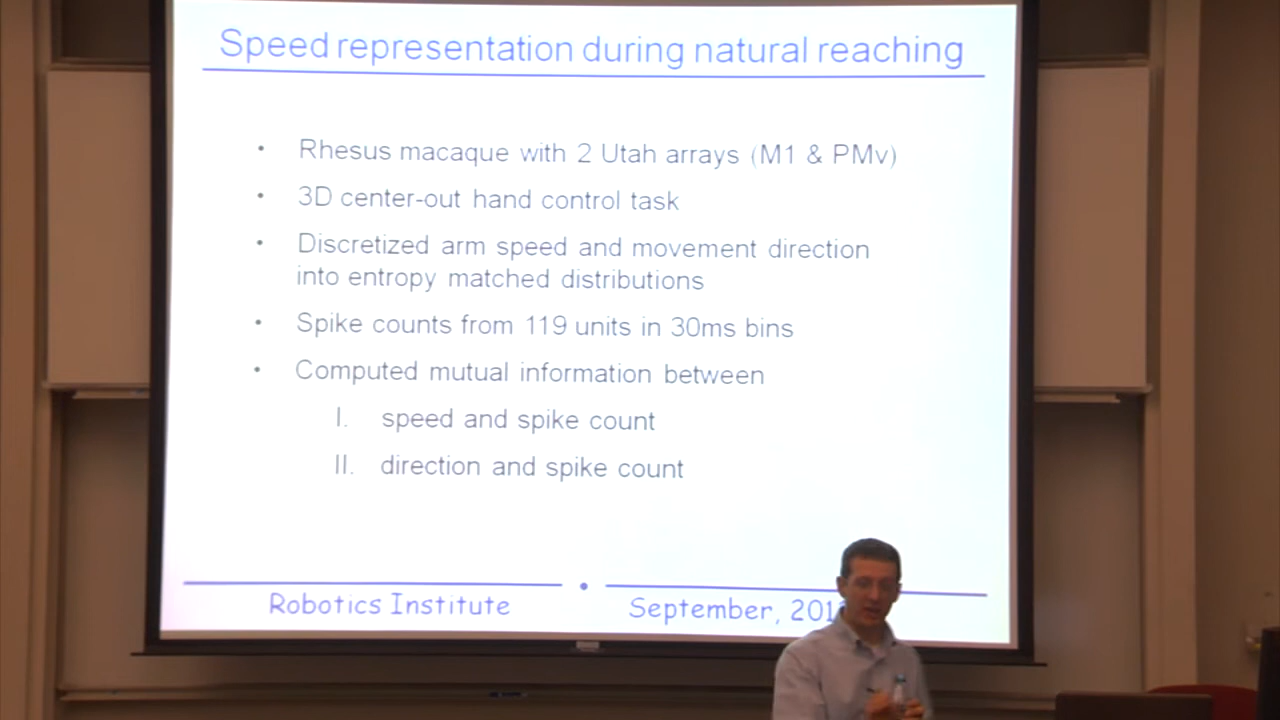 Speed representation during natural reaching
• Rhesus macaque with 2 Utah arrays (M1 & PMv)
• 3D center-out hand control task
• Discretized arm speed and movement direction
into entropy matched distributions
• Spike counts from 119 units in 30ms bins
• Computed mutual information between
I. speed and spike count
II. direction and spike count
Robotics Institute • September,